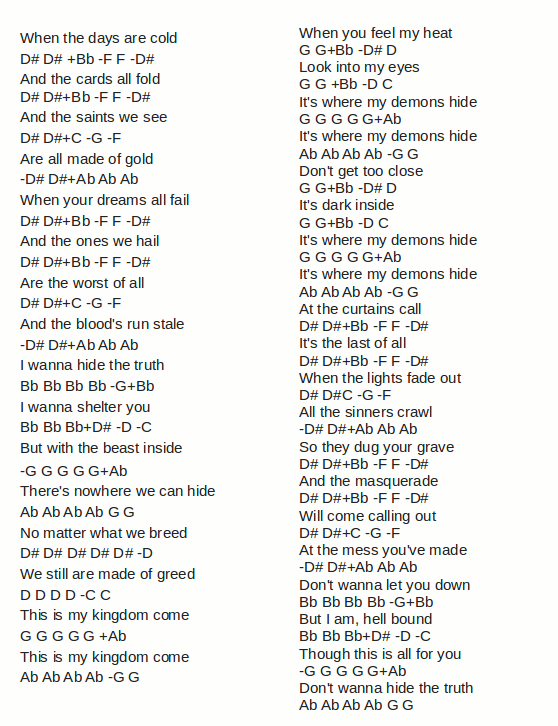 When the days are cold
D# D# +Bb -F F -D#
And the cards all fold
D# D#+Bb -F F -D#
And the saints we see
D# D#+C -G -F
Are all made of gold
-D# D#+Ab Ab Ab
When your dreams all fail
D# D#+Bb -F F -D#
And the ones we hail
D# D#+Bb -F F -D#
Are the worst of all
D# D#+C -G -F
And the blood's run stale
-D# D#+Ab Ab Ab
I wanna hide the truth
Bb Bb Bb Bb -G+Bb
I wanna shelter you
Bb Bb Bb+D# -D -C
But with the beast inside
-G G G G G+Ab
There's nowhere we can hide
Ab Ab Ab Ab G G
No matter what we breed
D# D# D# D# D# -D
We still are made of greed
D D D D -C C
This is my kingdom come
G G G G G +Ab
This is my kingdom come
Ab Ab Ab Ab -G G
When you feel my heat
G G+Bb -D# D
Look into my eyes
G G +Bb -D C
It's where my demons hide
G G G G G+Ab
It's where my demons hide
Ab Ab Ab Ab -G G
Don't get too close
G G+Bb -D# D
It's dark inside
G G+Bb -D C
It's where my demons hide
G G G G G+Ab
It's where my demons hide
Ab Ab Ab Ab -G G
At the curtains call
D# D#+Bb -F F -D#
It's the last of all
D# D#+Bb -F F -D#
When the lights fade out
D# D#C -G -F
All the sinners crawl
-D# D#+Ab Ab Ab
So they dug your grave
D# D#+Bb -F F -D#
And the masquerade
D# D#+Bb -F F -D#
Will come calling out
D# D#+C -G -F
At the mess you've made
-D# D#+Ab Ab Ab
Don't wanna let you down
Bb Bb Bb Bb -G+Bb
But I am, hell bound
Bb Bb Bb+D# -D -C
Though this is all for you
-G G G G G+Ab
Don't wanna hide the truth
Ab Ab Ab Ab G G